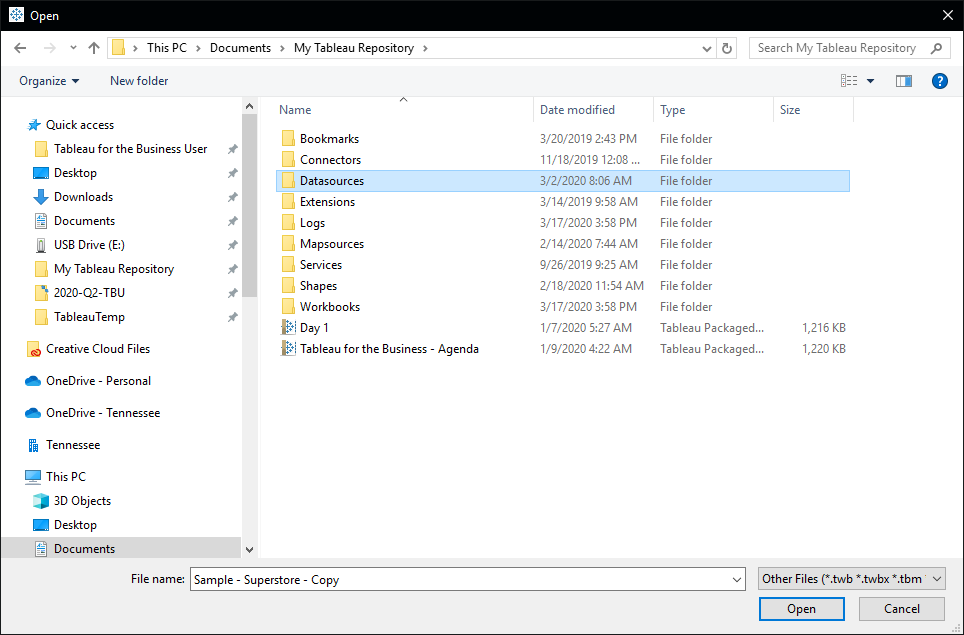 Open
This PC > Documents > My Tableau Repository >
Search My Tableau Repository
Organize
New folder
?
Name Date modified Type Size
Quick access
Tableau for the Business User
Desktop
Downloads
Documents
USB Drive (E:)
My Tableau Repository
2020-Q2-TBU
TableauTemp
Creative Cloud Files
OneDrive - Personal
OneDrive - Tennessee
Tennessee
This PC
3D Objects
Desktop
Documents
Bookmarks 3/20/2019 2:43 PM File folder
Connectors 11/18/2019 12:08 ... File folder
Datasources 3/2/2020 8:06 AM File folder
Extensions 3/14/2019 9:58 AM File folder
Logs 3/17/2020 3:58 PM File folder
Mapsources 2/14/2020 7:44 AM File folder
Services 9/26/2019 9:25 AM File folder
Shapes 2/18/2020 11:54 AM File folder
Workbooks 3/17/2020 3:58 PM File folder
Day 1 1/7/2020 5:27 AM Tableau Packaged... 1,216 KB
Tableau for the Business - Agenda 1/9/2020 4:22 AM Tableau Packaged... 1,220 KB
File name: Sample - Superstore - Copy
Other Files (*.twb *.twbx *.tbm
Open
Cancel